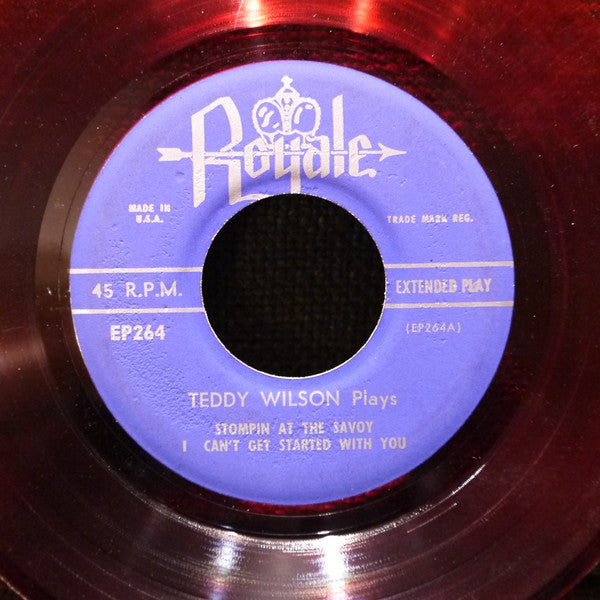 Royale
MADE IN
U.S.A.
TRADE MARK REG.
45 R.P.M.
EXTENDED PLAY
EP264
(EP264A)
TEDDY WILSON Plays
STOMPIN AT THE SAVOY
I CAN'T GET STARTED WITH YOU